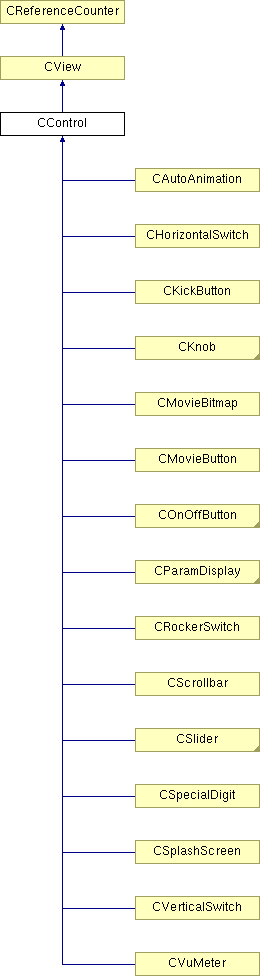 CReferenceCounter
CView
CControl
CAutoAnimation
CHorizontalSwitch
CKickButton
CKnob
CMovieBitmap
CMovieButton
COnOffButton
CParamDisplay
CRockerSwitch
CScrollbar
CSlider
CSpecialDigit
CSplashScreen
CVerticalSwitch
CVuMeter